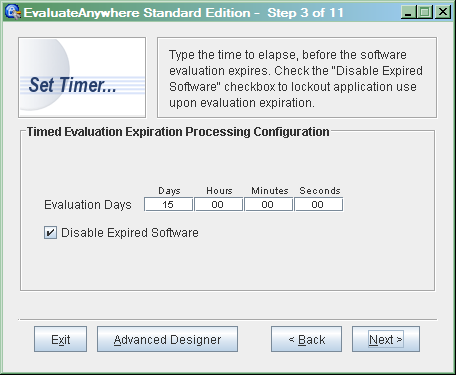 EvaluateAnywhere Standard Edition - Step 3 of 11
Set Timer...
Type the time to elapse, before the software
evaluation expires. Check the "Disable Expired
Software" checkbox to lockout application use
upon evaluation expiration.
Timed Evaluation Expiration Processing Configuration
Days Hours Minutes Seconds
Evaluation Days 15 00 00 00
Disable Expired Software
Exit Advanced Designer < Back Next >